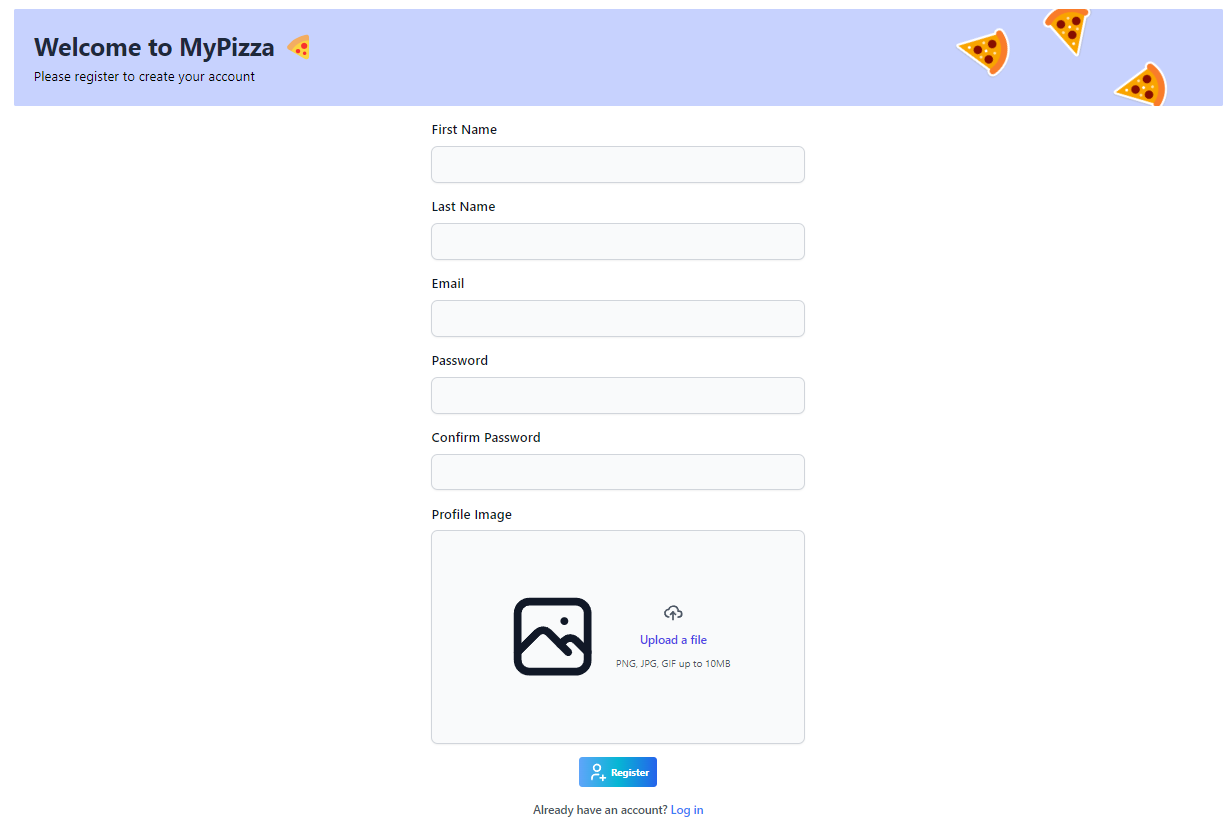 Welcome to MyPizza 🍕
Please register to create your account
First Name
Last Name
Email
Password
Confirm Password
Profile Image
Upload a file
PNG, JPG, GIF up to 10MB
Register
Already have an account? Log in